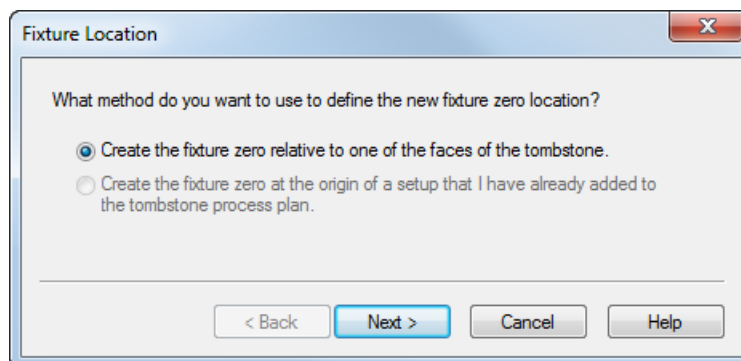 Fixture Location
What method do you want to use to define the new fixture zero location?
Create the fixture zero relative to one of the faces of the tombstone.
Create the fixture zero at the origin of a setup that I have already added to
the tombstone process plan.
< Back Next > Cancel Help